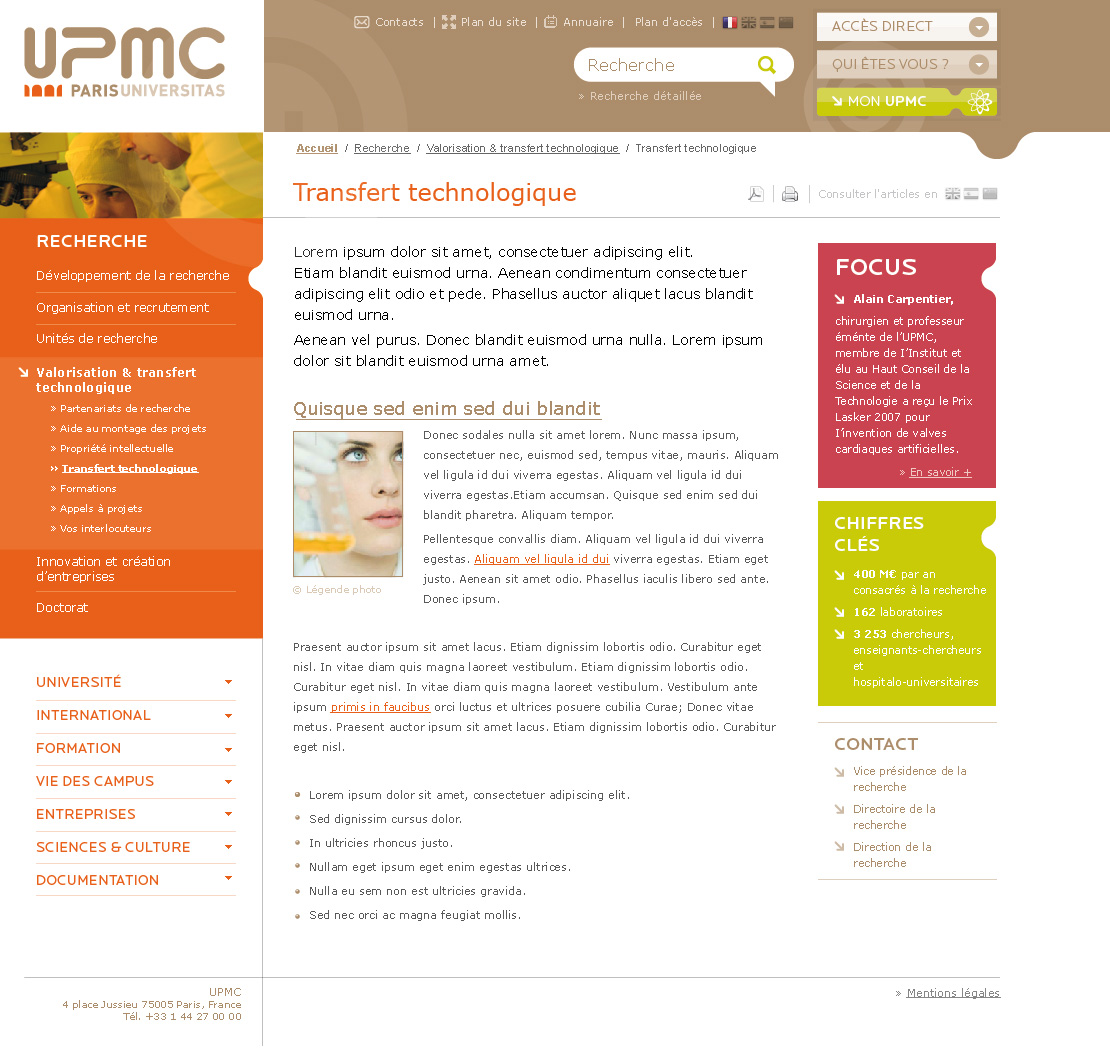 UPMC
PARISUNIVERSITAS
Contacts | Plan du site | Annuaire | Plan d'accès |
Recherche
» Recherche détaillée
ACCÈS DIRECT
QUI ÊTES VOUS ?
MON UPMC
Accueil / Recherche / Valorisation & transfert technologique / Transfert technologique
Transfert technologique
Consulter l'articles en
RECHERCHE
Développement de la recherche
Organisation et recrutement
Unités de recherche
Valorisation & transfert
technologique
» Partenariats de recherche
» Aide au montage des projets
» Propriété intellectuelle
» Transfert technologique
» Formations
» Appels à projets
» Vos interlocuteurs
Innovation et création
d'entreprises
Doctorat
UNIVERSITÉ
INTERNATIONAL
FORMATION
VIE DES CAMPUS
ENTREPRISES
SCIENCES & CULTURE
DOCUMENTATION
Lorem ipsum dolor sit amet, consectetuer adipiscing elit.
Etiam blandit euismod urna. Aenean condimentum consectetuer
adipiscing elit odio et pede. Phasellus auctor aliquet lacus blandit
euismod urna.
Aenean vel purus. Donec blandit euismod urna nulla. Lorem ipsum
dolor sit blandit euismod urna amet.
Quisque sed enim sed dui blandit
Donec sodales nulla sit amet lorem. Nunc massa ipsum,
consectetuer nec, euismod sed, tempus vitae, mauris. Aliquam
vel ligula id dui viverra egestas. Aliquam vel ligula id dui
viverra egestas.Etiam accumsan. Quisque sed enim sed dui
blandit pharetra. Aliquam tempor.
Pellentesque convallis diam. Aliquam vel ligula id dui viverra
egestas. Aliquam vel ligula id dui viverra egestas. Etiam eget
justo. Aenean sit amet odio. Phasellus iaculis libero sed ante.
Donec ipsum.
© Légende photo
Praesent auctor ipsum sit amet lacus. Etiam dignissim lobortis odio. Curabitur eget
nisl. In vitae diam quis magna laoreet vestibulum. Etiam dignissim lobortis odio.
Curabitur eget nisl. In vitae diam quis magna laoreet vestibulum. Vestibulum ante
ipsum primis in faucibus orci luctus et ultrices posuere cubilia Curae; Donec vitae
metus. Praesent auctor ipsum sit amet lacus. Etiam dignissim lobortis odio. Curabitur
eget nisl.
Lorem ipsum dolor sit amet, consectetuer adipiscing elit.
Sed dignissim cursus dolor.
In ultricies rhoncus justo.
Nullam eget ipsum eget enim egestas ultrices.
Nulla eu sem non est ultricies gravida.
Sed nec orci ac magna feugiat mollis.
FOCUS
Alain Carpentier,
chirurgien et professeur
éménte de l'UPMC,
membre de l'Institut et
élu au Haut Conseil de la
Science et de la
Technologie a reçu le Prix
Lasker 2007 pour
l'invention de valves
cardiaques artificielles.
» En savoir +
CHIFFRES
CLÉS
400 M€ par an
consacrés à la recherche
162 laboratoires
3 253 chercheurs,
enseignants-chercheurs
et
hospitalo-universitaires
CONTACT
Vice présidence de la
recherche
Directoire de la
recherche
Direction de la
recherche
UPMC
4 place Jussieu 75005 Paris, France
Tél. +33 1 44 27 00 00
» Mentions légales